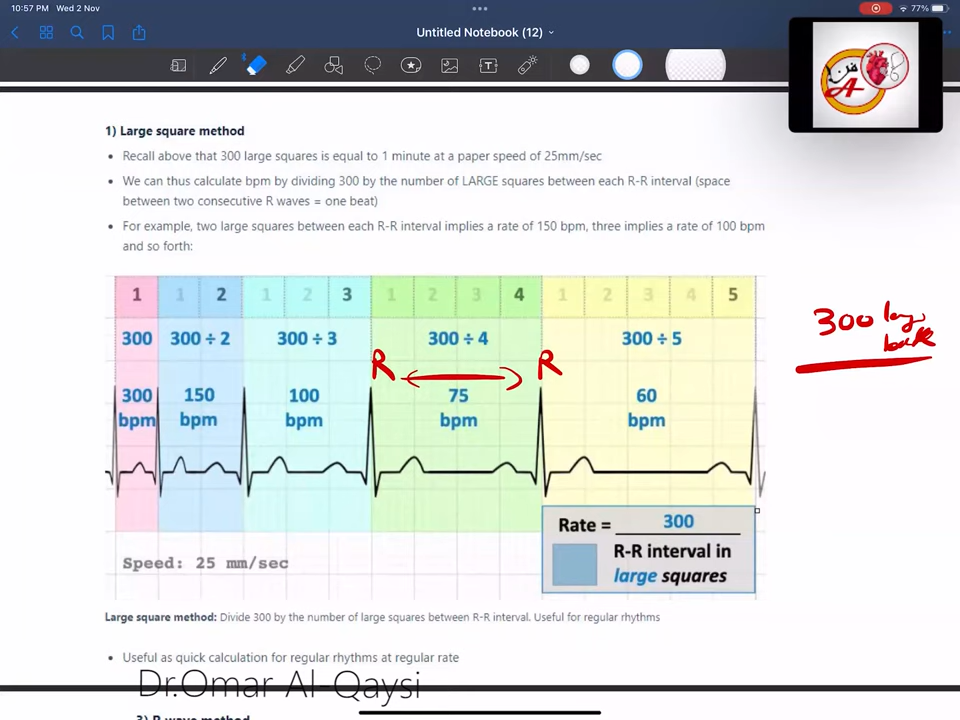 10:57 PM Wed 2 Nov
77%
Untitled Notebook (12)
فزنا
A
1) Large square method
Recall above that 300 large squares is equal to 1 minute at a paper speed of 25mm/sec
We can thus calculate bpm by dividing 300 by the number of LARGE squares between each R-R interval (space
between two consecutive R waves = one beat)
For example, two large squares between each R-R interval implies a rate of 150 bpm, three implies a rate of 100 bpm
and so forth:
1 1 2 1 2 3 1 2 3 4 1 2 3 4 5
300 300 ÷ 2 300 ÷ 3 300 ÷ 4 300 ÷ 5
300 large
R R
300 150 100 75 60
bpm bpm bpm bpm bpm
Rate = 300
R-R interval in
large squares
Speed: 25 mm/sec
Large square method: Divide 300 by the number of large squares between R-R interval. Useful for regular rhythms
Useful as quick calculation for regular rhythms at regular rate
Dr.Omar Al-Qaysi
3) R wave method